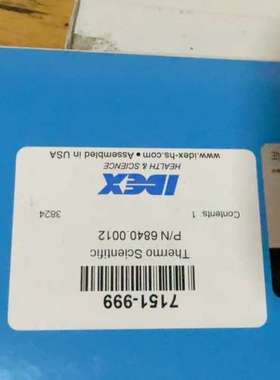 7151-999
Thermo Scientific
P/N 6840.0012
Contents: 1
3824
IDEX
HEALTH & SCIENCE
www.idex-hs.com • Assembled in USA